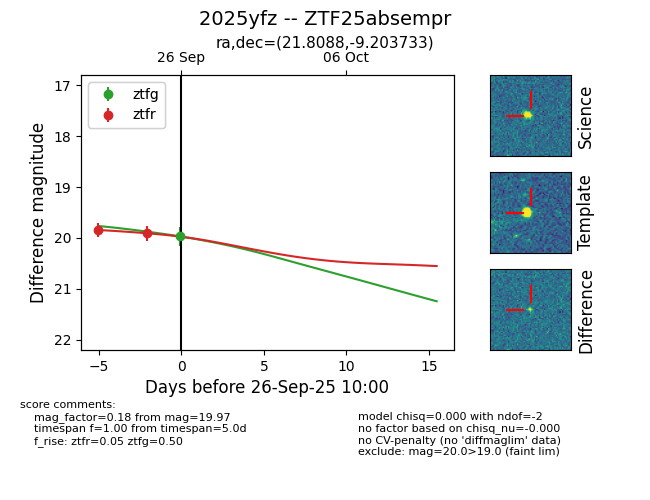 2025yfz -- ZTF25absempr
ra,dec=(21.8088,-9.203733)
26 Sep
06 Oct
17
18
19
20
21
22
Difference magnitude
ztfg
ztfr
−5
0
5
10
15
Days before 26-Sep-25 10:00
Science
Template
Difference
score comments:
mag_factor=0.18 from mag=19.97
timespan f=1.00 from timespan=5.0d
f_rise: ztfr=0.05 ztfg=0.50
model chisq=0.000 with ndof=-2
no factor based on chisq_nu=-0.000
no CV-penalty (no 'diffmaglim' data)
exclude: mag=20.0>19.0 (faint lim)